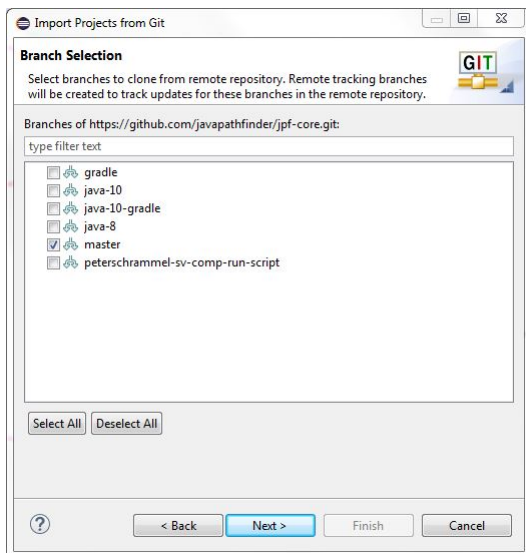 Import Projects from Git
Branch Selection
GIT
Select branches to clone from remote repository. Remote tracking branches
will be created to track updates for these branches in the remote repository.
Branches of https://github.com/javapathfinder/jpf-core.git:
type filter text
gradle
java-10
java-10-gradle
java-8
master
peterschrammel-sv-comp-run-script
Select All Deselect All
? < Back Next > Finish Cancel